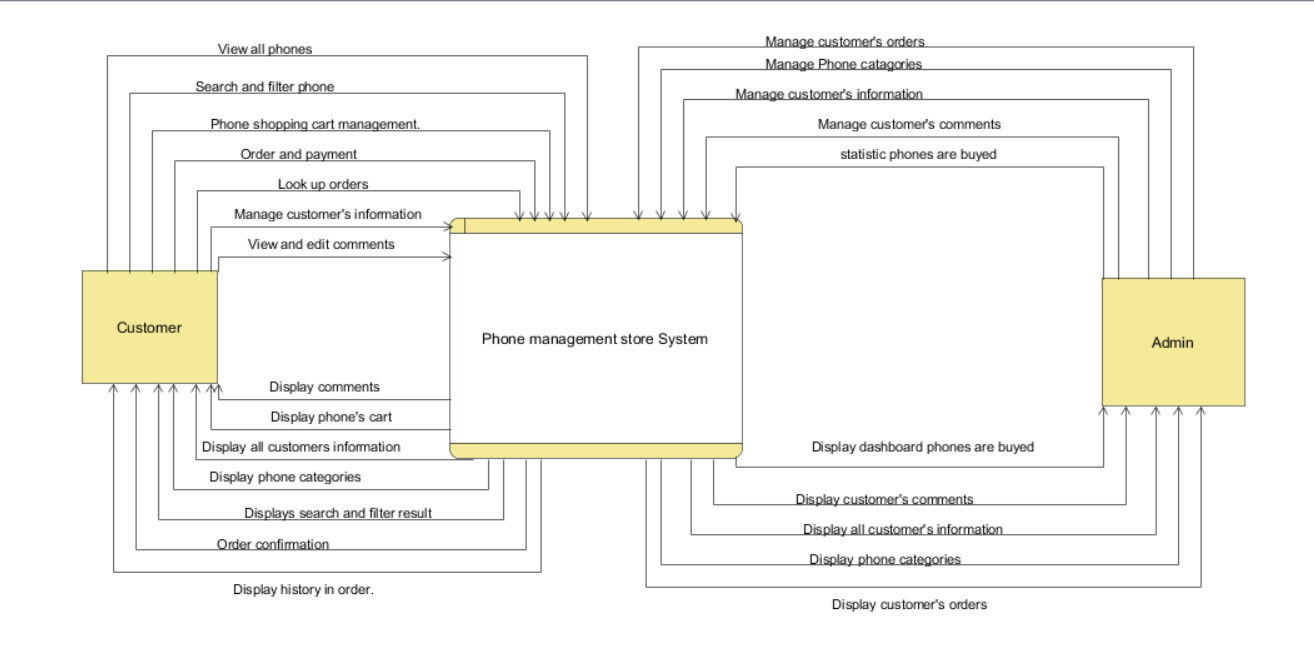 View all phones
Search and filter phone
Phone shopping cart management.
Order and payment
Look up orders
Manage customer's information
View and edit comments
Manage customer's orders
Manage Phone catagories
Manage customer's information
Manage customer's comments
statistic phones are buyed
Customer
Phone management store System
Admin
Display comments
Display phone's cart
Display all customers information
Display phone categories
Displays search and filter result
Order confirmation
Display history in order.
Display dashboard phones are buyed
Display customer's comments
Display all customer's information
Display phone categories
Display customer's orders